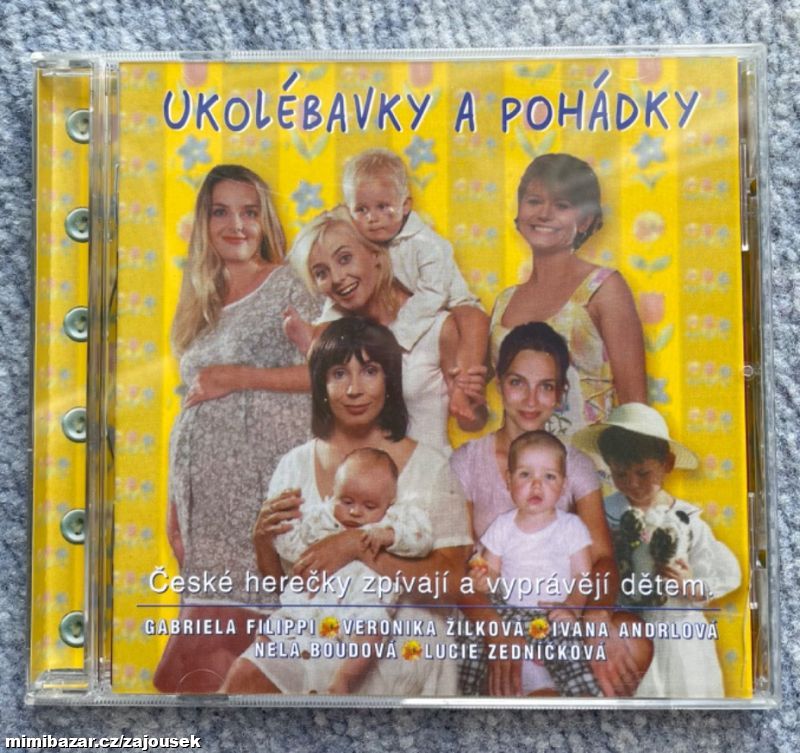 UKOLÉBAVKY A POHÁDKY
České herečky zpívají a vyprávějí dětem.
GABRIELA FILIPPI VERONIKA ŽILKOVÁ IVANA ANDRLOVÁ
NELA BOUDOVÁ LUCIE ZEDNÍČKOVÁ
mimibazar.cz/zajousek